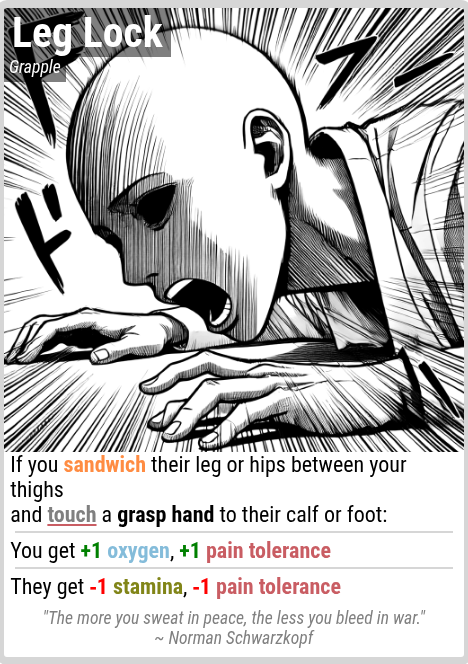 Leg Lock
Grapple
ド
If you sandwich their leg or hips between your
thighs
and touch a grasp hand to their calf or foot:
You get +1 oxygen, +1 pain tolerance
They get -1 stamina, -1 pain tolerance
"The more you sweat in peace, the less you bleed in war."
~ Norman Schwarzkopf